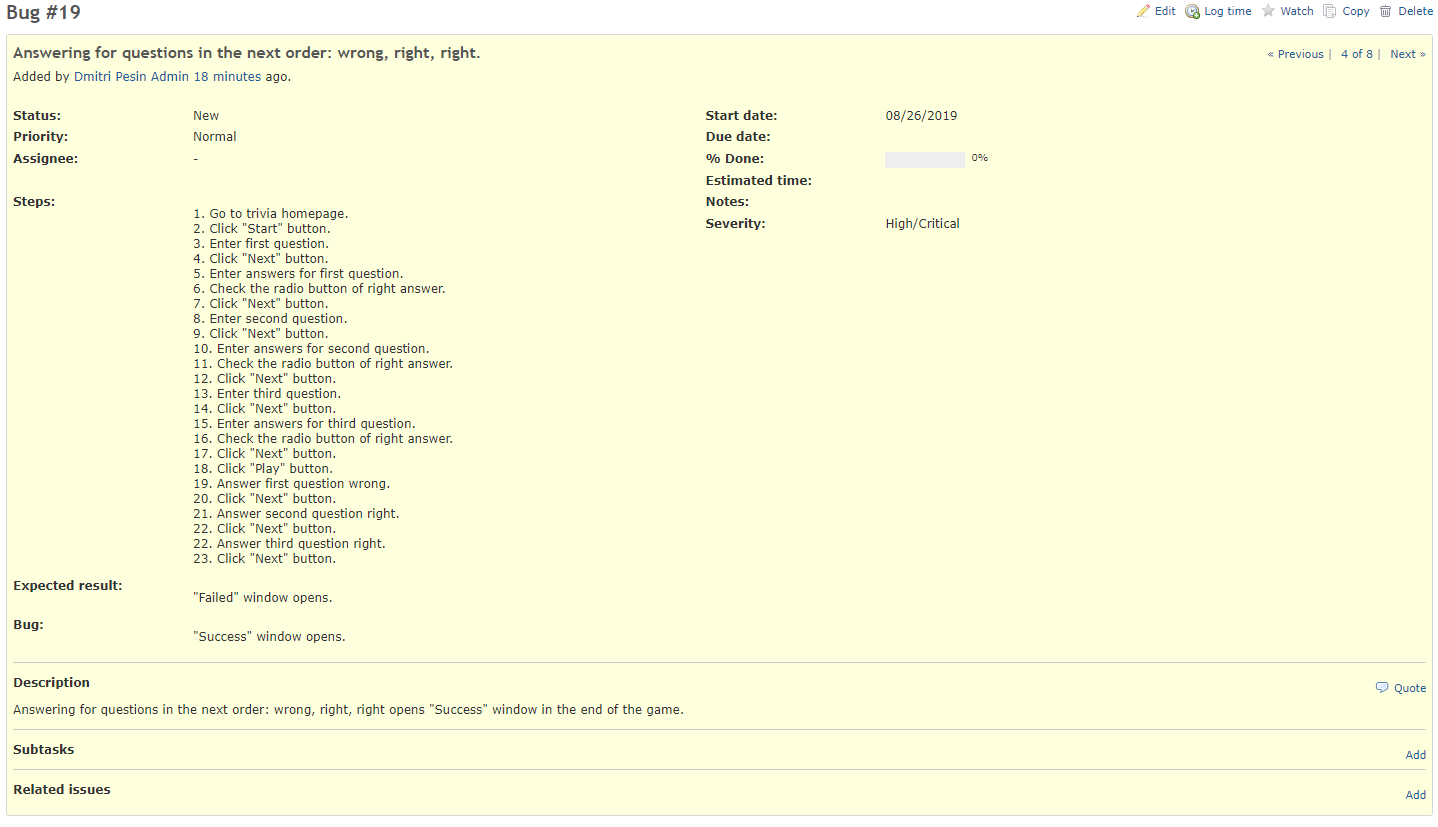 Bug #19
Edit Log time Watch Copy Delete
Answering for questions in the next order: wrong, right, right.
« Previous | 4 of 8 | Next »
Added by Dmitri Pesin Admin 18 minutes ago.
Status: New
Priority: Normal
Assignee: -
Start date: 08/26/2019
Due date:
% Done: 0%
Estimated time:
Notes:
Severity: High/Critical
Steps:
1. Go to trivia homepage.
2. Click "Start" button.
3. Enter first question.
4. Click "Next" button.
5. Enter answers for first question.
6. Check the radio button of right answer.
7. Click "Next" button.
8. Enter second question.
9. Click "Next" button.
10. Enter answers for second question.
11. Check the radio button of right answer.
12. Click "Next" button.
13. Enter third question.
14. Click "Next" button.
15. Enter answers for third question.
16. Check the radio button of right answer.
17. Click "Next" button.
18. Click "Play" button.
19. Answer first question wrong.
20. Click "Next" button.
21. Answer second question right.
22. Click "Next" button.
22. Answer third question right.
23. Click "Next" button.
Expected result:
"Failed" window opens.
Bug:
"Success" window opens.
Description
Quote
Answering for questions in the next order: wrong, right, right opens "Success" window in the end of the game.
Subtasks
Add
Related issues
Add